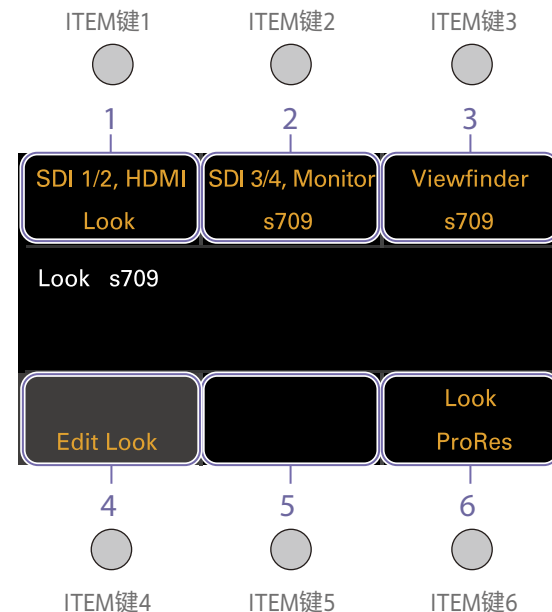 ITEM键1 ITEM键2 ITEM键3
1 2 3
SDI 1/2, HDMI SDI 3/4, Monitor Viewfinder
Look s709 s709
Look s709
Look
Edit Look ProRes
4 5 6
ITEM键4 ITEM键5 ITEM键6